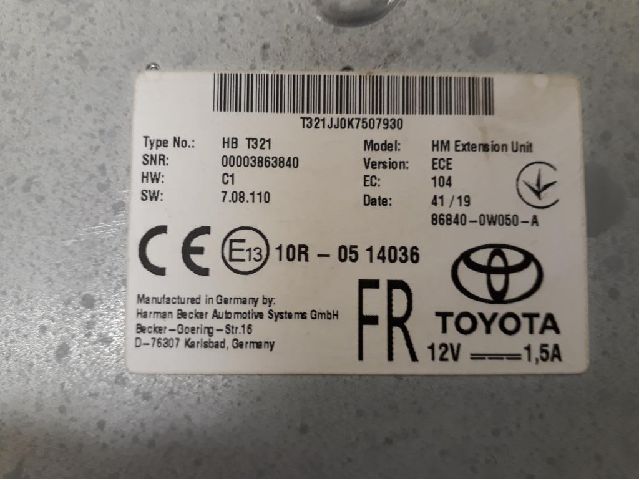 T321JJ0K7507930
Type No.: HB T321 Model: HM Extension Unit
SNR: 00003863840 Version: ECE
HW: C1 EC: 104
SW: 7.08.110 Date: 41/19
86840-0W050-A
CE E13 10R - 05 14036
Manufactured in Germany by:
Harman Becker Automotive Systems GmbH
Becker-Goering-Str.16
D-76307 Karlsbad, Germany
FR
TOYOTA
12V 1,5A